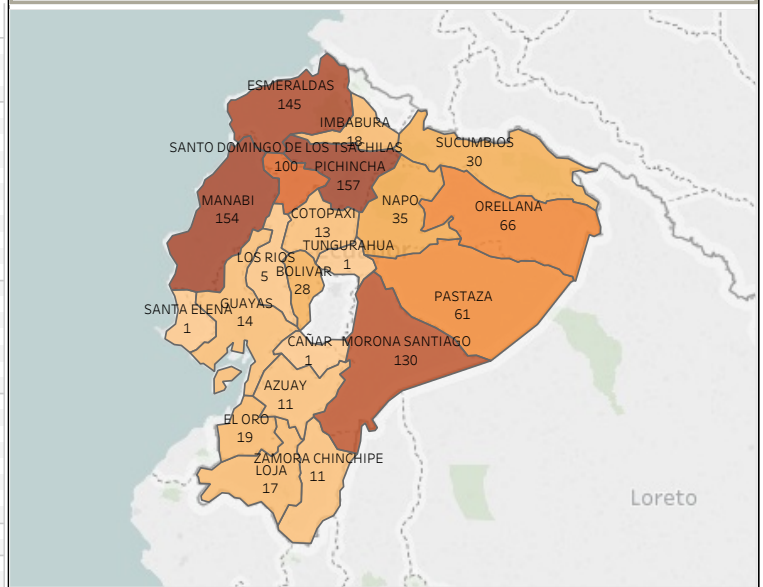 ESMERALDAS
145
IMBABURA
18
SANTO DOMINGO DE LOS TSACHILAS
100
PICHINCHA
157
SUCUMBIOS
30
MANABI
154
NAPO
35
ORELLANA
66
COTOPAXI
13
TUNGURAHUA
1
Ecuador
LOS RIOS
5
BOLIVAR
28
SANTA ELENA
1
GUAYAS
14
PASTAZA
61
CAÑAR
1
MORONA SANTIAGO
130
AZUAY
11
EL ORO
19
ZAMORA CHINCHIPE
11
LOJA
17
Loreto